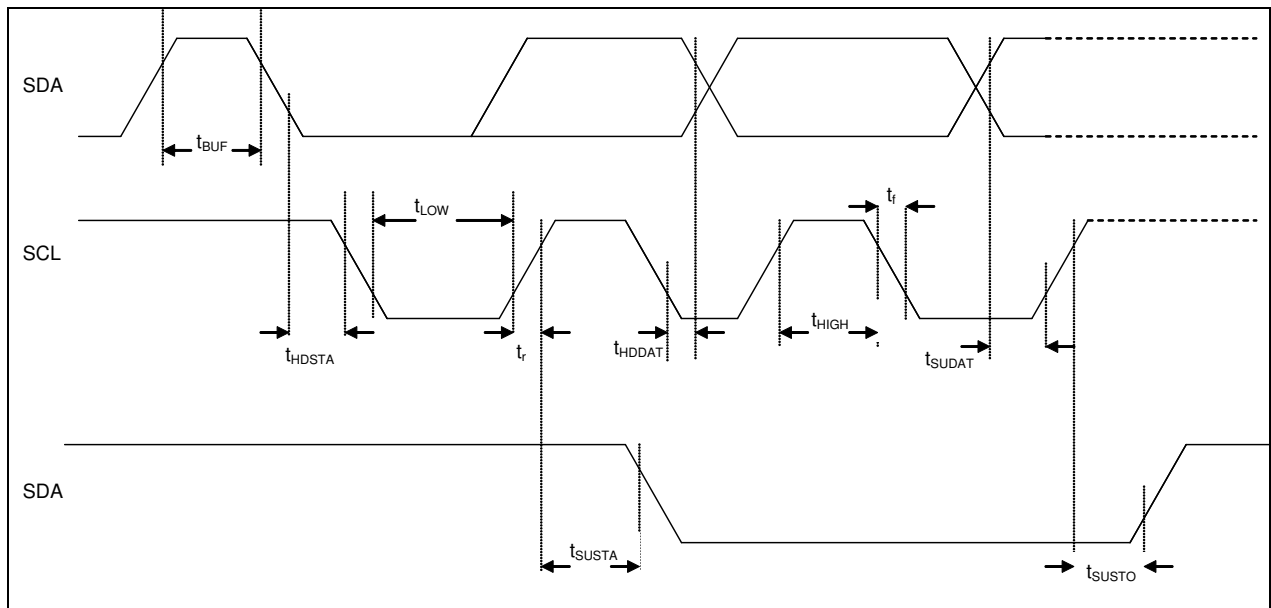 SDA
tBUF
tLOW
tf
SCL
tHDSTA
tr
tHDDAT
tHIGH
tSUDAT
SDA
tSUSTA
tSUSTO